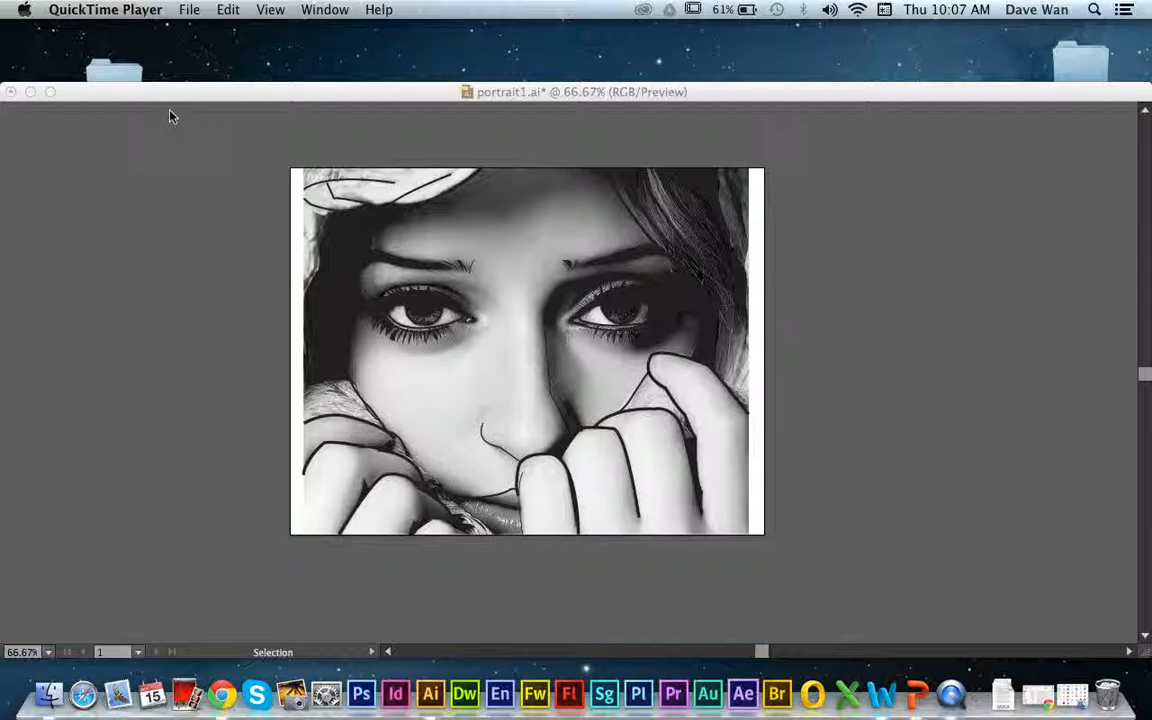 QuickTime Player File Edit View Window Help 61% Thu 10:07 AM Dave Wan
portrait1.ai* @ 66.67% (RGB/Preview)
66.67% 1 Selection
15 Ps Id Ai Dw En Fw Fl Sg Pl Pr Au Ae Br